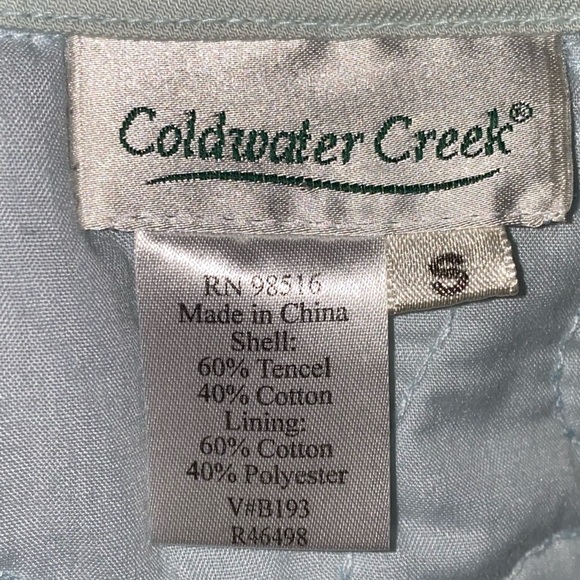 Coldwater Creek®
S
RN 98516
Made in China
Shell:
60% Tencel
40% Cotton
Lining:
60% Cotton
40% Polyester
V#B193
R46498